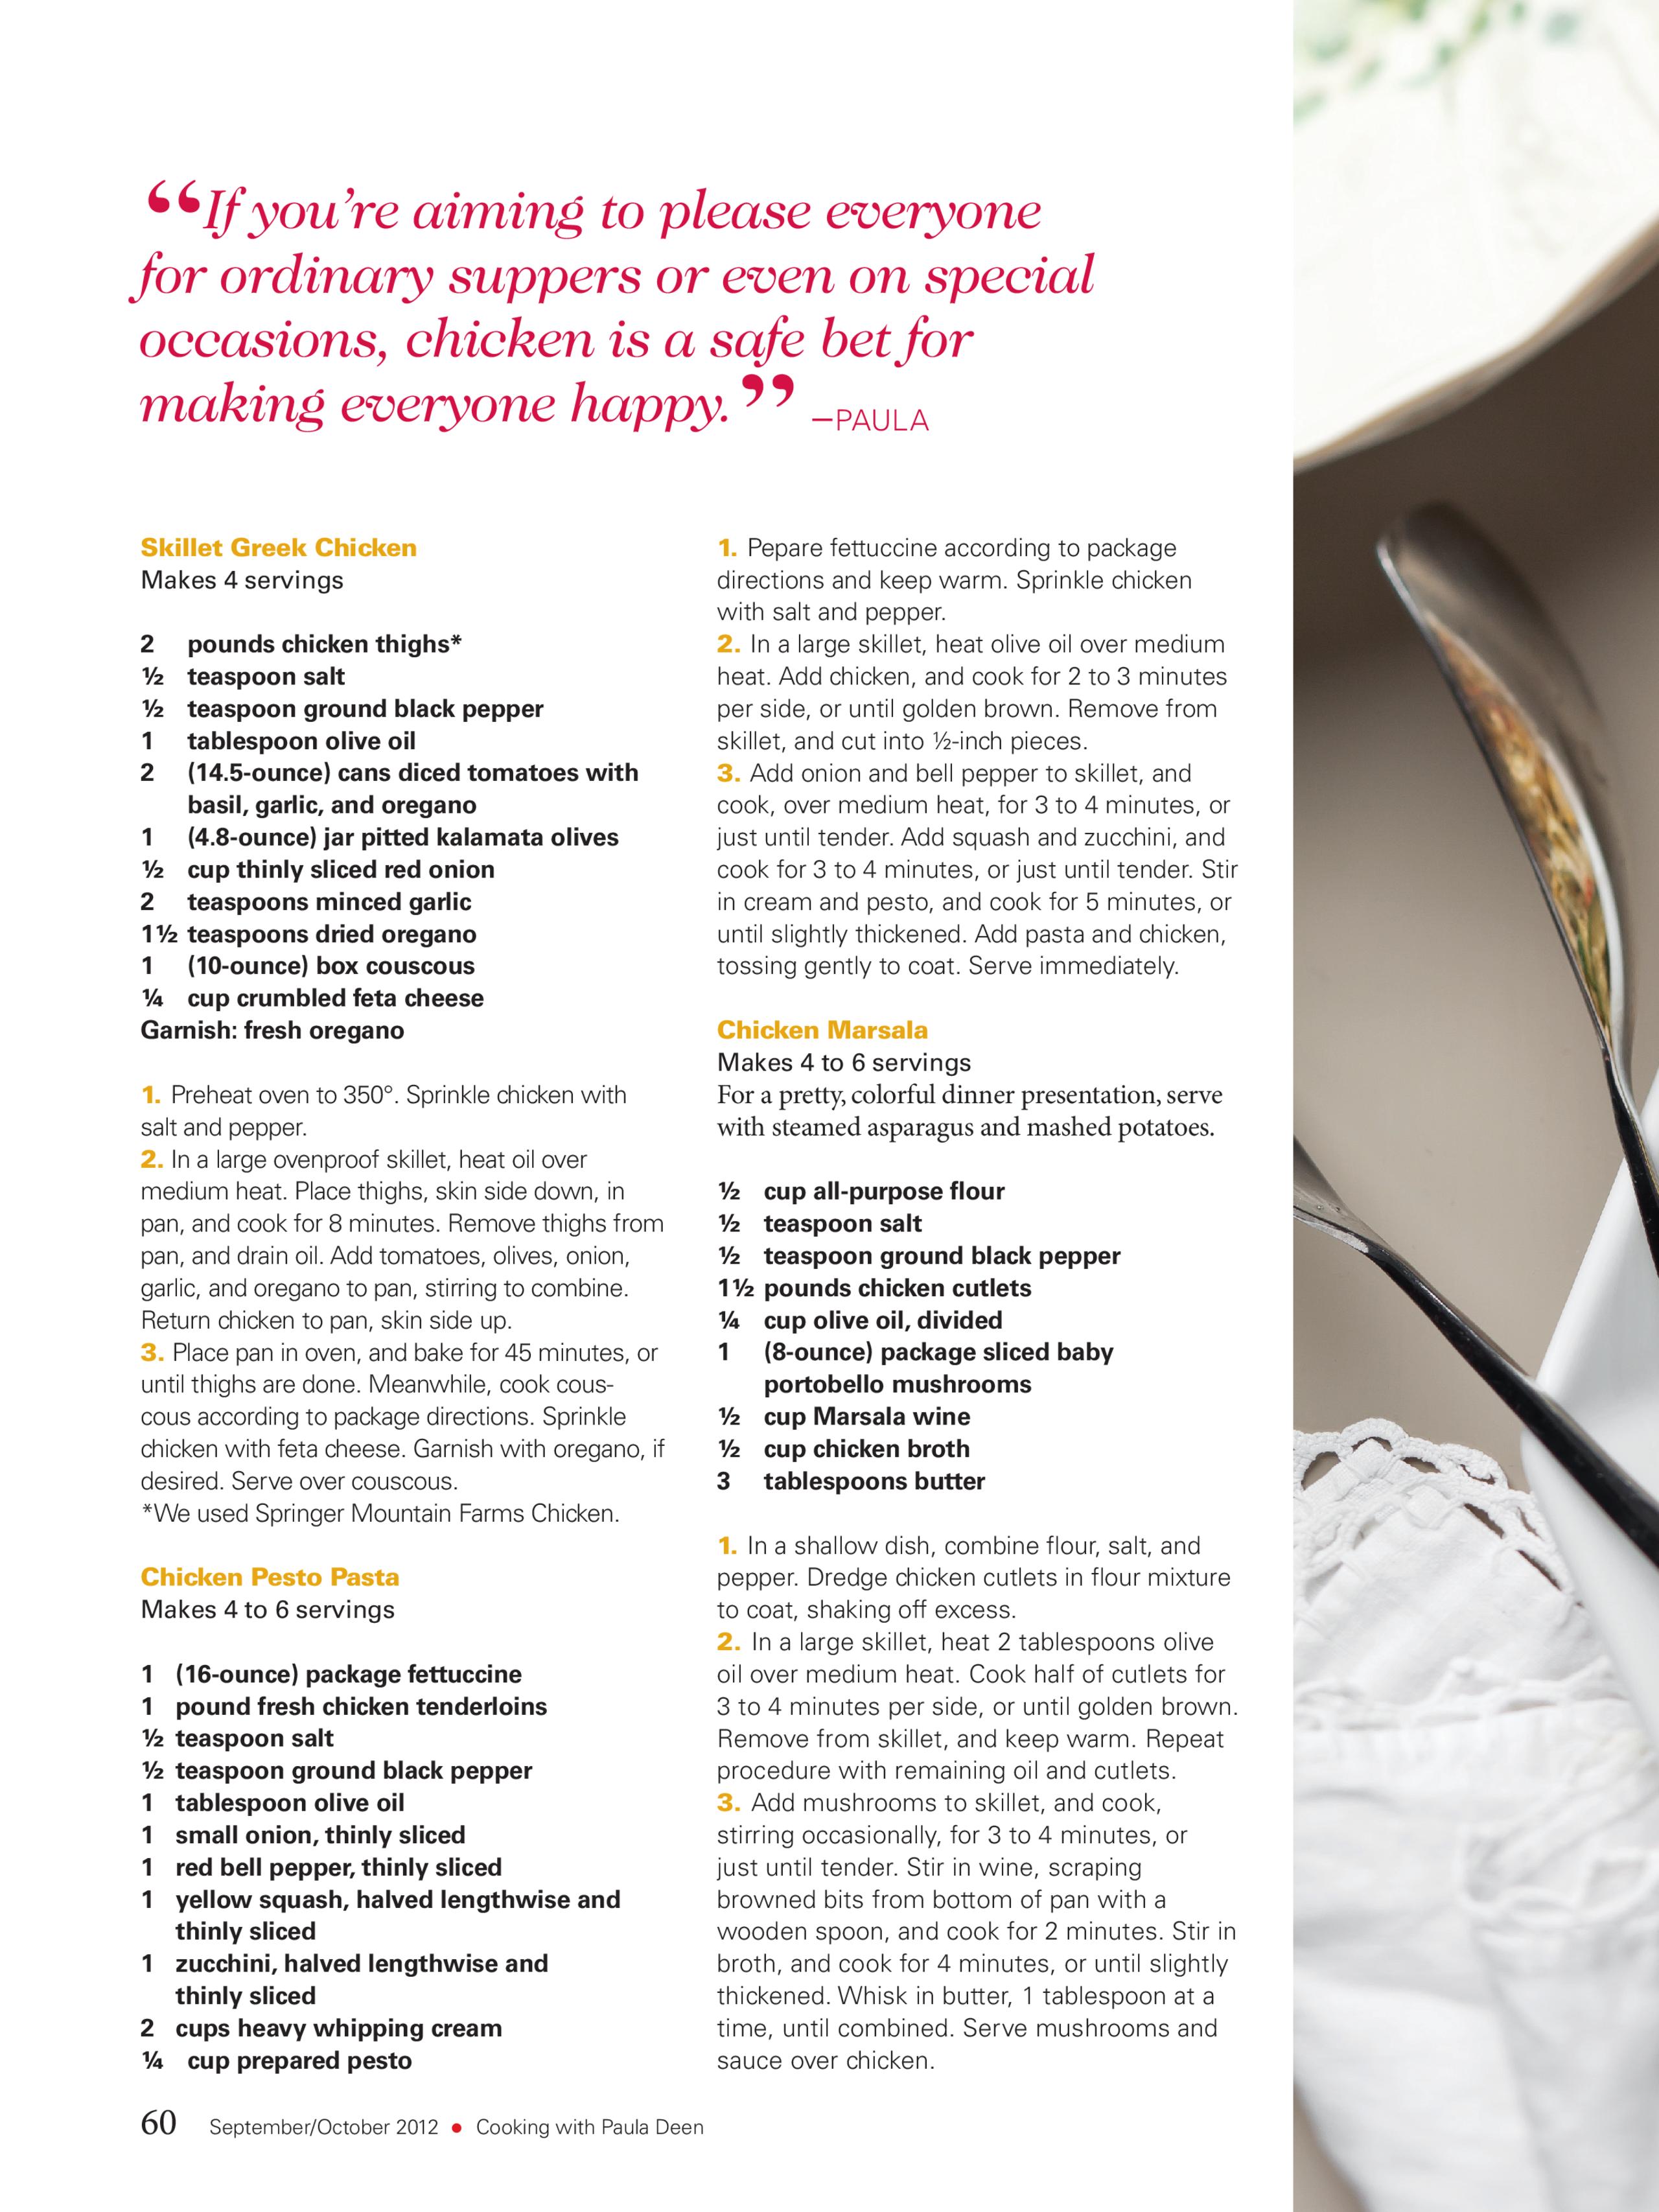 “If you’re aiming to please everyone
for ordinary suppers or even on special
occasions, chicken is a safe bet for
making everyone happy.” –PAULA
Skillet Greek Chicken
Makes 4 servings
2 pounds chicken thighs*
½ teaspoon salt
½ teaspoon ground black pepper
1 tablespoon olive oil
2 (14.5-ounce) cans diced tomatoes with
basil, garlic, and oregano
1 (4.8-ounce) jar pitted kalamata olives
½ cup thinly sliced red onion
2 teaspoons minced garlic
1½ teaspoons dried oregano
1 (10-ounce) box couscous
¼ cup crumbled feta cheese
Garnish: fresh oregano
1. Preheat oven to 350°. Sprinkle chicken with
salt and pepper.
2. In a large ovenproof skillet, heat oil over
medium heat. Place thighs, skin side down, in
pan, and cook for 8 minutes. Remove thighs from
pan, and drain oil. Add tomatoes, olives, onion,
garlic, and oregano to pan, stirring to combine.
Return chicken to pan, skin side up.
3. Place pan in oven, and bake for 45 minutes, or
until thighs are done. Meanwhile, cook cous-
cous according to package directions. Sprinkle
chicken with feta cheese. Garnish with oregano, if
desired. Serve over couscous.
*We used Springer Mountain Farms Chicken.
Chicken Pesto Pasta
Makes 4 to 6 servings
1 (16-ounce) package fettuccine
1 pound fresh chicken tenderloins
½ teaspoon salt
½ teaspoon ground black pepper
1 tablespoon olive oil
1 small onion, thinly sliced
1 red bell pepper, thinly sliced
1 yellow squash, halved lengthwise and
thinly sliced
1 zucchini, halved lengthwise and
thinly sliced
2 cups heavy whipping cream
¼ cup prepared pesto
1. Pepare fettuccine according to package
directions and keep warm. Sprinkle chicken
with salt and pepper.
2. In a large skillet, heat olive oil over medium
heat. Add chicken, and cook for 2 to 3 minutes
per side, or until golden brown. Remove from
skillet, and cut into ½-inch pieces.
3. Add onion and bell pepper to skillet, and
cook, over medium heat, for 3 to 4 minutes, or
just until tender. Add squash and zucchini, and
cook for 3 to 4 minutes, or just until tender. Stir
in cream and pesto, and cook for 5 minutes, or
until slightly thickened. Add pasta and chicken,
tossing gently to coat. Serve immediately.
Chicken Marsala
Makes 4 to 6 servings
For a pretty, colorful dinner presentation, serve
with steamed asparagus and mashed potatoes.
½ cup all-purpose flour
½ teaspoon salt
½ teaspoon ground black pepper
1½ pounds chicken cutlets
¼ cup olive oil, divided
1 (8-ounce) package sliced baby
portobello mushrooms
½ cup Marsala wine
½ cup chicken broth
3 tablespoons butter
1. In a shallow dish, combine flour, salt, and
pepper. Dredge chicken cutlets in flour mixture
to coat, shaking off excess.
2. In a large skillet, heat 2 tablespoons olive
oil over medium heat. Cook half of cutlets for
3 to 4 minutes per side, or until golden brown.
Remove from skillet, and keep warm. Repeat
procedure with remaining oil and cutlets.
3. Add mushrooms to skillet, and cook,
stirring occasionally, for 3 to 4 minutes, or
just until tender. Stir in wine, scraping
browned bits from bottom of pan with a
wooden spoon, and cook for 2 minutes. Stir in
broth, and cook for 4 minutes, or until slightly
thickened. Whisk in butter, 1 tablespoon at a
time, until combined. Serve mushrooms and
sauce over chicken.
60 September/October 2012 • Cooking with Paula Deen